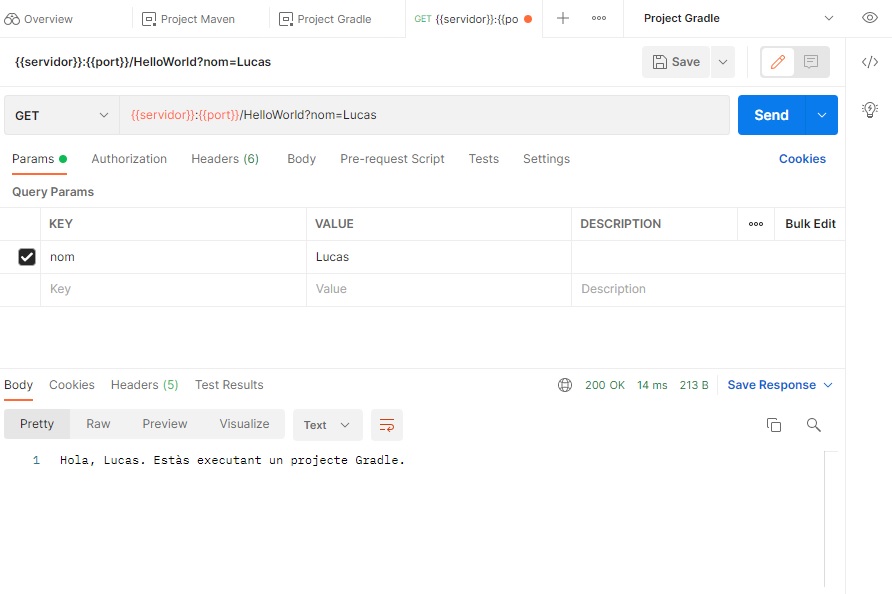 Overview Project Maven Project Gradle GET {{servidor}}:{{po Project Gradle
{{servidor}}:{{port}}/HelloWorld?nom=Lucas Save
GET {{servidor}}:{{port}}/HelloWorld?nom=Lucas Send
Params Authorization Headers (6) Body Pre-request Script Tests Settings Cookies
Query Params
KEY VALUE DESCRIPTION Bulk Edit
nom Lucas
Key Value Description
Body Cookies Headers (5) Test Results 200 OK 14 ms 213 B Save Response
Pretty Raw Preview Visualize Text
1 Hola, Lucas. Estàs executant un projecte Gradle.